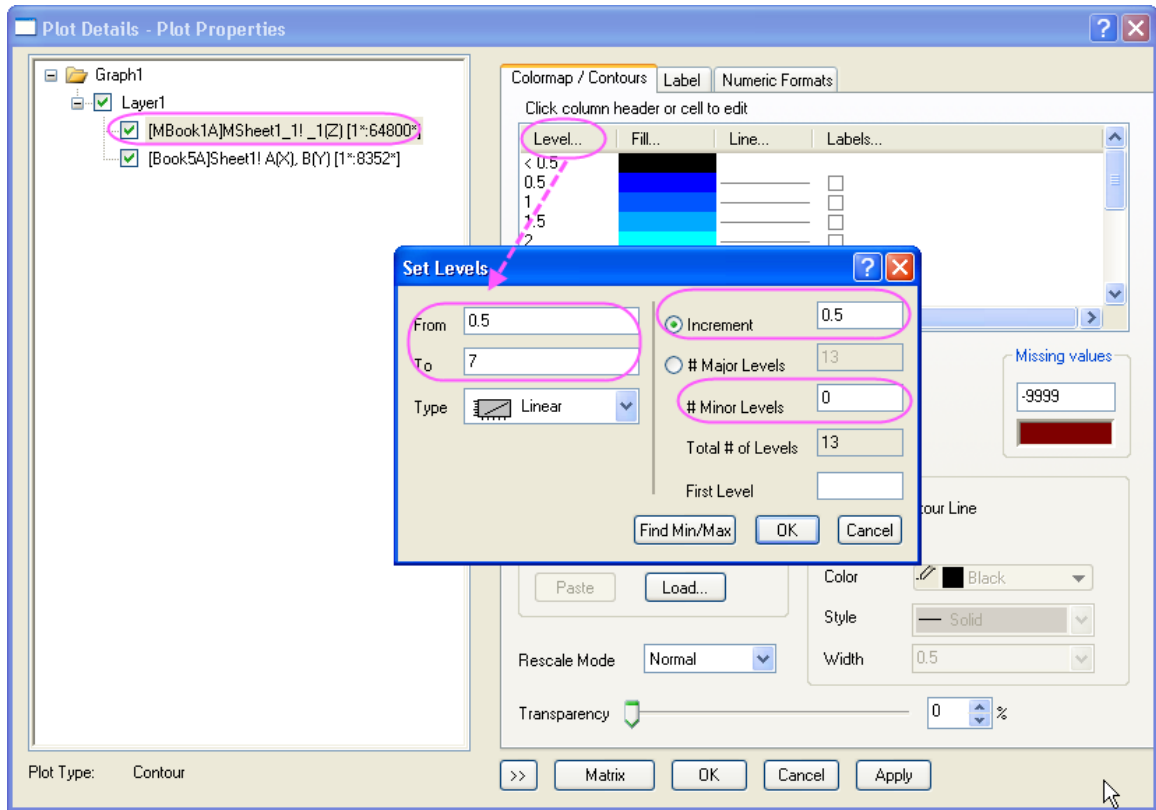 Plot Details - Plot Properties
Graph1
Layer1
[MBook1A]MSheet1_1! _1(Z) [1*:64800*]
[Book5A]Sheet1! A(X), B(Y) [1*:8352*]
Colormap / Contours Label Numeric Formats
Click column header or cell to edit
Level... Fill... Line... Labels...
< 0.5
0.5
1
1.5
2
Set Levels
From 0.5
To 7
Type Linear
Increment 0.5
# Major Levels 13
# Minor Levels 0
Total # of Levels 13
First Level
Find Min/Max OK Cancel
Missing values
-9999
tour Line
Paste Load...
Color Black
Style Solid
Rescale Mode Normal
Width 0.5
Transparency 0 %
Plot Type: Contour
>> Matrix OK Cancel Apply